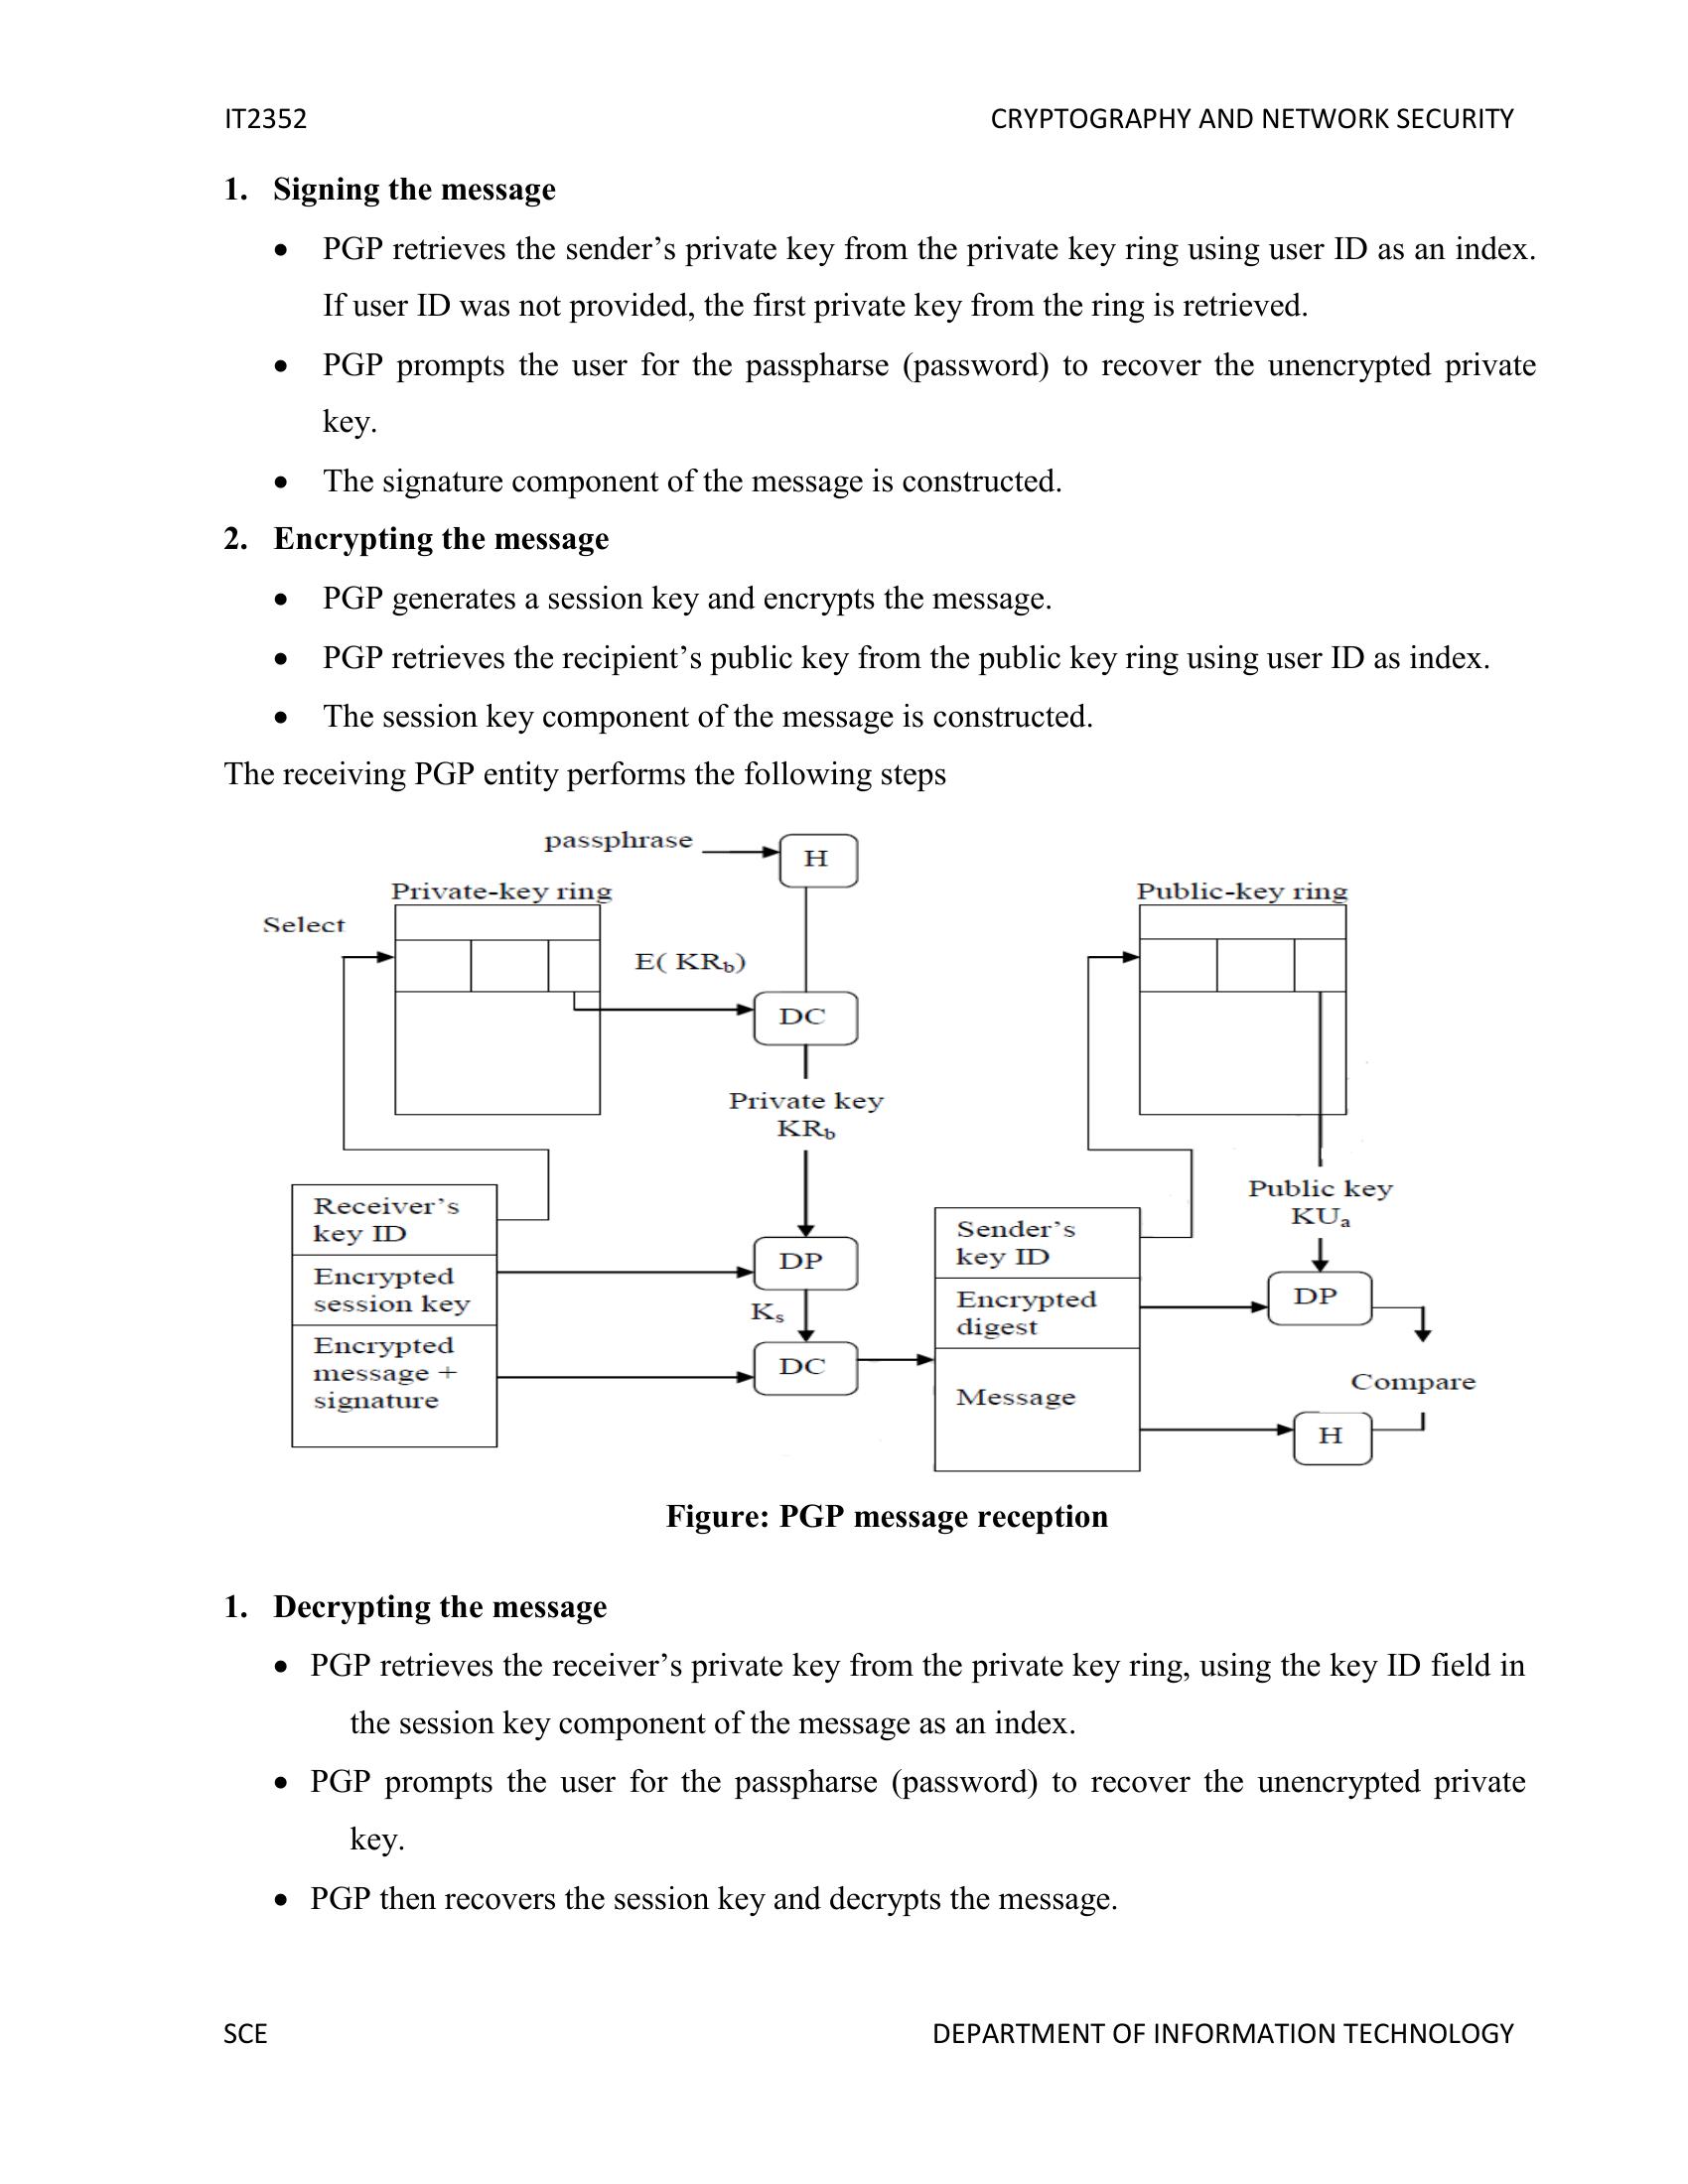 IT2352 CRYPTOGRAPHY AND NETWORK SECURITY
1. Signing the message
• PGP retrieves the sender’s private key from the private key ring using user ID as an index.
If user ID was not provided, the first private key from the ring is retrieved.
• PGP prompts the user for the passpharse (password) to recover the unencrypted private
key.
• The signature component of the message is constructed.
2. Encrypting the message
• PGP generates a session key and encrypts the message.
• PGP retrieves the recipient’s public key from the public key ring using user ID as index.
• The session key component of the message is constructed.
The receiving PGP entity performs the following steps
passphrase
H
Private-key ring
Select
E( KRb)
DC
Private key
KRb
Receiver’s
key ID
Encrypted
session key
Encrypted
message +
signature
DP
Ks
DC
Public-key ring
Sender’s
key ID
Encrypted
digest
Message
Public key
KUa
DP
Compare
H
Figure: PGP message reception
1. Decrypting the message
• PGP retrieves the receiver’s private key from the private key ring, using the key ID field in
the session key component of the message as an index.
• PGP prompts the user for the passpharse (password) to recover the unencrypted private
key.
• PGP then recovers the session key and decrypts the message.
SCE DEPARTMENT OF INFORMATION TECHNOLOGY